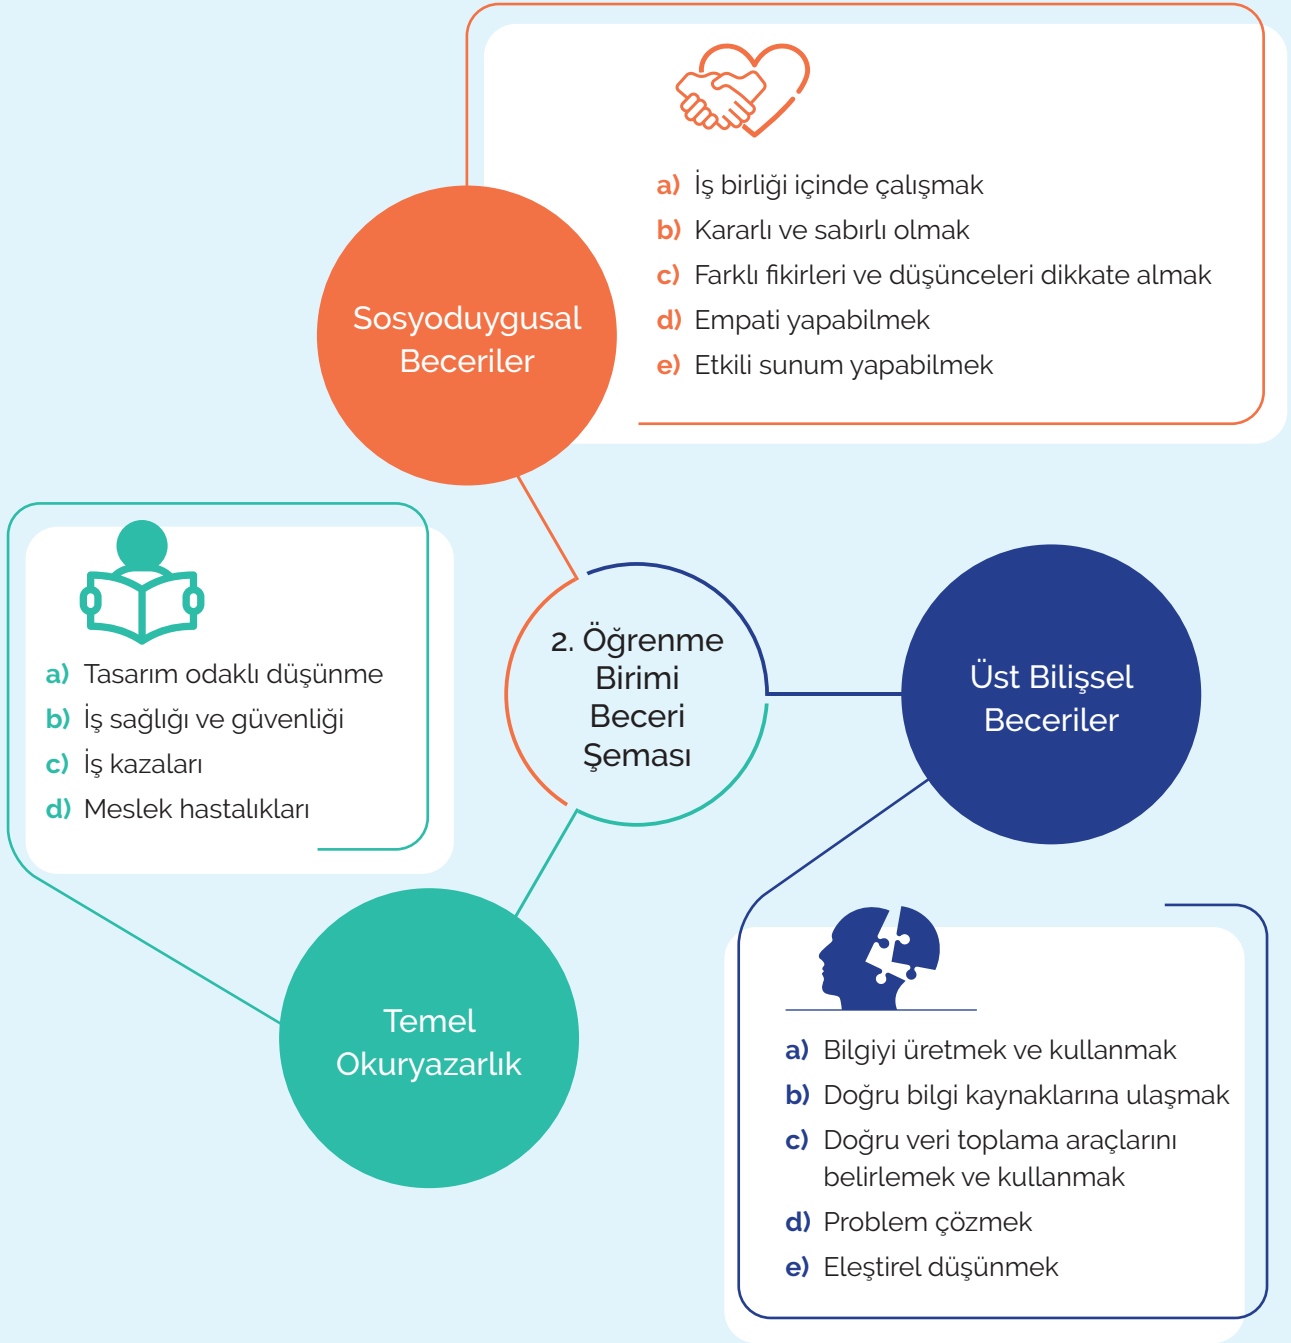 a) İş birliği içinde çalışmak
b) Kararlı ve sabırlı olmak
c) Farklı fikirleri ve düşünceleri dikkate almak
d) Empati yapabilmek
e) Etkili sunum yapabilmek
Sosyoduygusal
Beceriler
a) Tasarım odaklı düşünme
b) İş sağlığı ve güvenliği
c) İş kazaları
d) Meslek hastalıkları
2. Öğrenme
Birimi
Beceri
Şeması
Üst Bilişsel
Beceriler
Temel
Okuryazarlık
a) Bilgiyi üretmek ve kullanmak
b) Doğru bilgi kaynaklarına ulaşmak
c) Doğru veri toplama araçlarını
belirlemek ve kullanmak
d) Problem çözmek
e) Eleştirel düşünmek